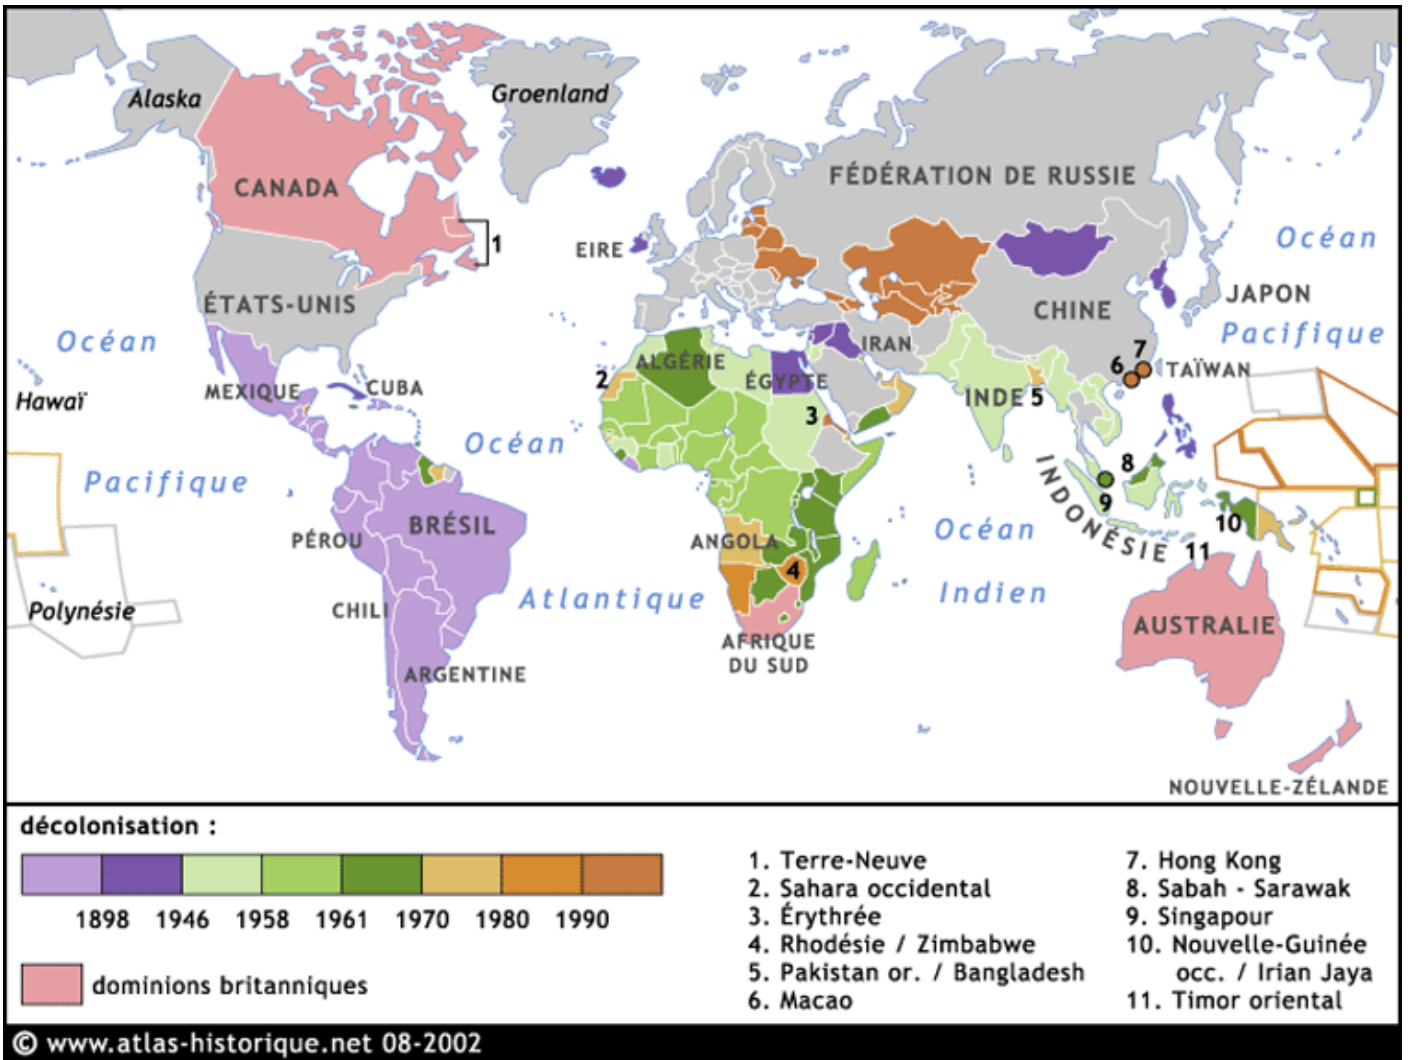 Alaska
Groenland
CANADA
FÉDÉRATION DE RUSSIE
1
EIRE
Océan
ÉTATS-UNIS
CHINE
JAPON
Océan
Pacifique
IRAN
7
ALGÉRIE
6
TAÏWAN
2
ÉGYPTE
MEXIQUE
CUBA
Hawaï
INDE
5
3
Océan
Pacifique
8
INDONÉSIE
9
BRÉSIL
10
PÉROU
ANGOLA
Océan
11
4
Indien
Atlantique
Polynésie
CHILI
AUSTRALIE
AFRIQUE
DU SUD
ARGENTINE
NOUVELLE-ZÉLANDE
décolonisation :
1898 1946 1958 1961 1970 1980 1990
dominions britanniques
1. Terre-Neuve
2. Sahara occidental
3. Érythrée
4. Rhodésie / Zimbabwe
5. Pakistan or. / Bangladesh
6. Macao
7. Hong Kong
8. Sabah - Sarawak
9. Singapour
10. Nouvelle-Guinée
occ. / Irian Jaya
11. Timor oriental
© www.atlas-historique.net 08-2002